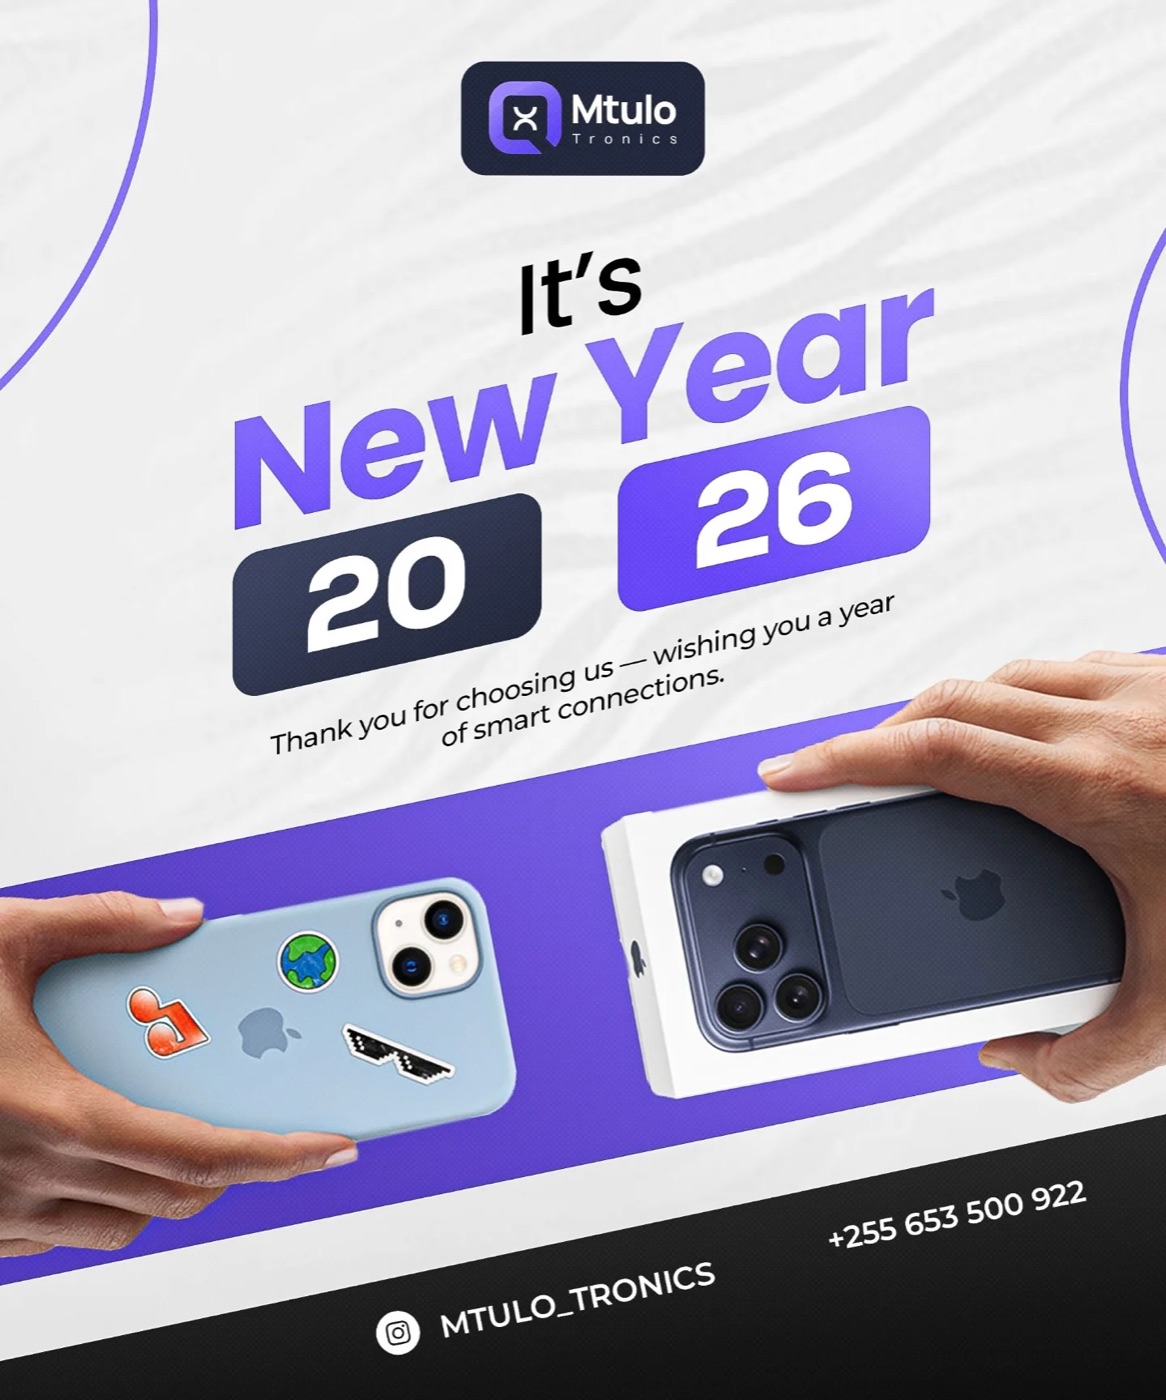 Mtulo
Tronics
It's
New Year
20 26
Thank you for choosing us — wishing you a year
of smart connections.
MTULO_TRONICS
+255 653 500 922